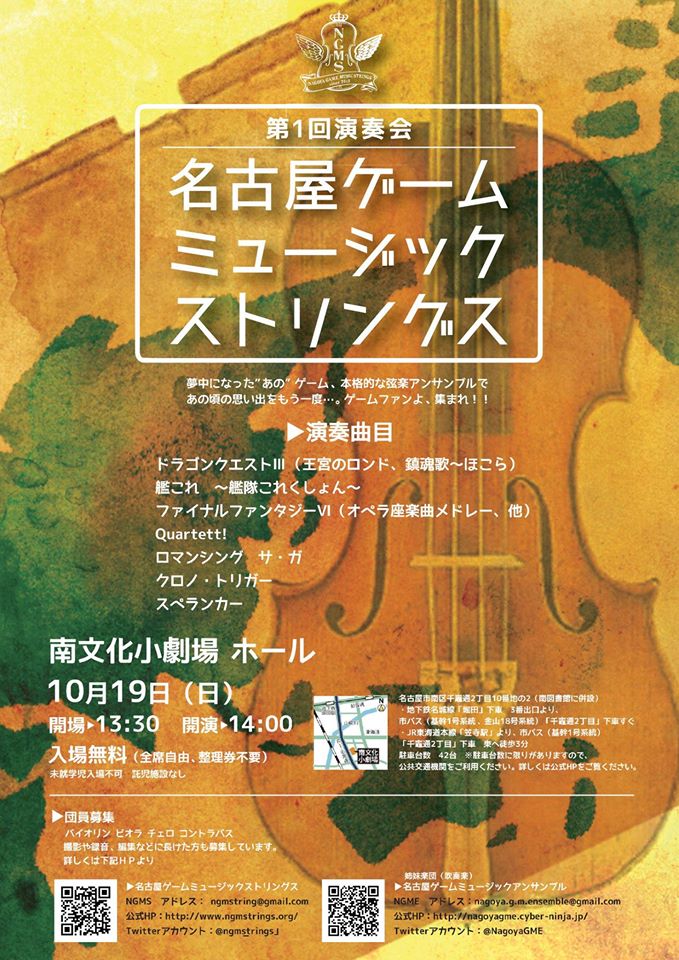 NGMS
NAGOYA GAME MUSIC STRINGS
第1回演奏会
名古屋ゲーム
ミュージック
ストリングス
夢中になった"あの" ゲーム、本格的な弦楽アンサンブルで
あの頃の思い出をもう一度…。ゲームファンよ、集まれ！！
▶演奏曲目
ドラゴンクエストⅢ（王宮のロンド、鎮魂歌～ほこら）
艦これ ～艦隊これくしょん～
ファイナルファンタジーⅥ（オペラ座楽曲メドレー、他）
Quartett!
ロマンシング サ・ガ
クロノ・トリガー
スペランカー
南文化小劇場 ホール
10月19日（日）
開場▶13:30 開演▶14:00
入場無料（全席自由、整理券不要）
未就学児入場不可 託児施設なし
N
南文化
小劇場
名古屋市南区千竈通2丁目10番地の2（南図書館に併設）
・地下鉄名城線「堀田」下車 3番出口より、
市バス（基幹1号系統、金山18号系統）「千竈通2丁目」下車すぐ
・JR東海道本線「笠寺駅」より、市バス（基幹1号系統）
「千竈通2丁目」下車 東へ徒歩3分
駐車台数 42台 ※駐車台数に限りがありますので、
公共交通機関をご利用ください。詳しくは公式HPをご覧ください。
▶団員募集
バイオリン ビオラ チェロ コントラバス
撮影や録音、編集などに長けた方も募集しています。
詳しくは下記HPより
▶名古屋ゲームミュージックストリングス
NGMS アドレス： ngmstring@gmail.com
公式HP：http://www.ngmstrings.org/
Twitterアカウント：@ngms_tringsJ
姉妹楽団（吹奏楽）
▶名古屋ゲームミュージックアンサンブル
NGME アドレス：nagoya.g.m.ensemble@gmail.com
公式HP：http://nagoyagme.cyber-ninja.jp/
Twitterアカウント：@NagoyaGME